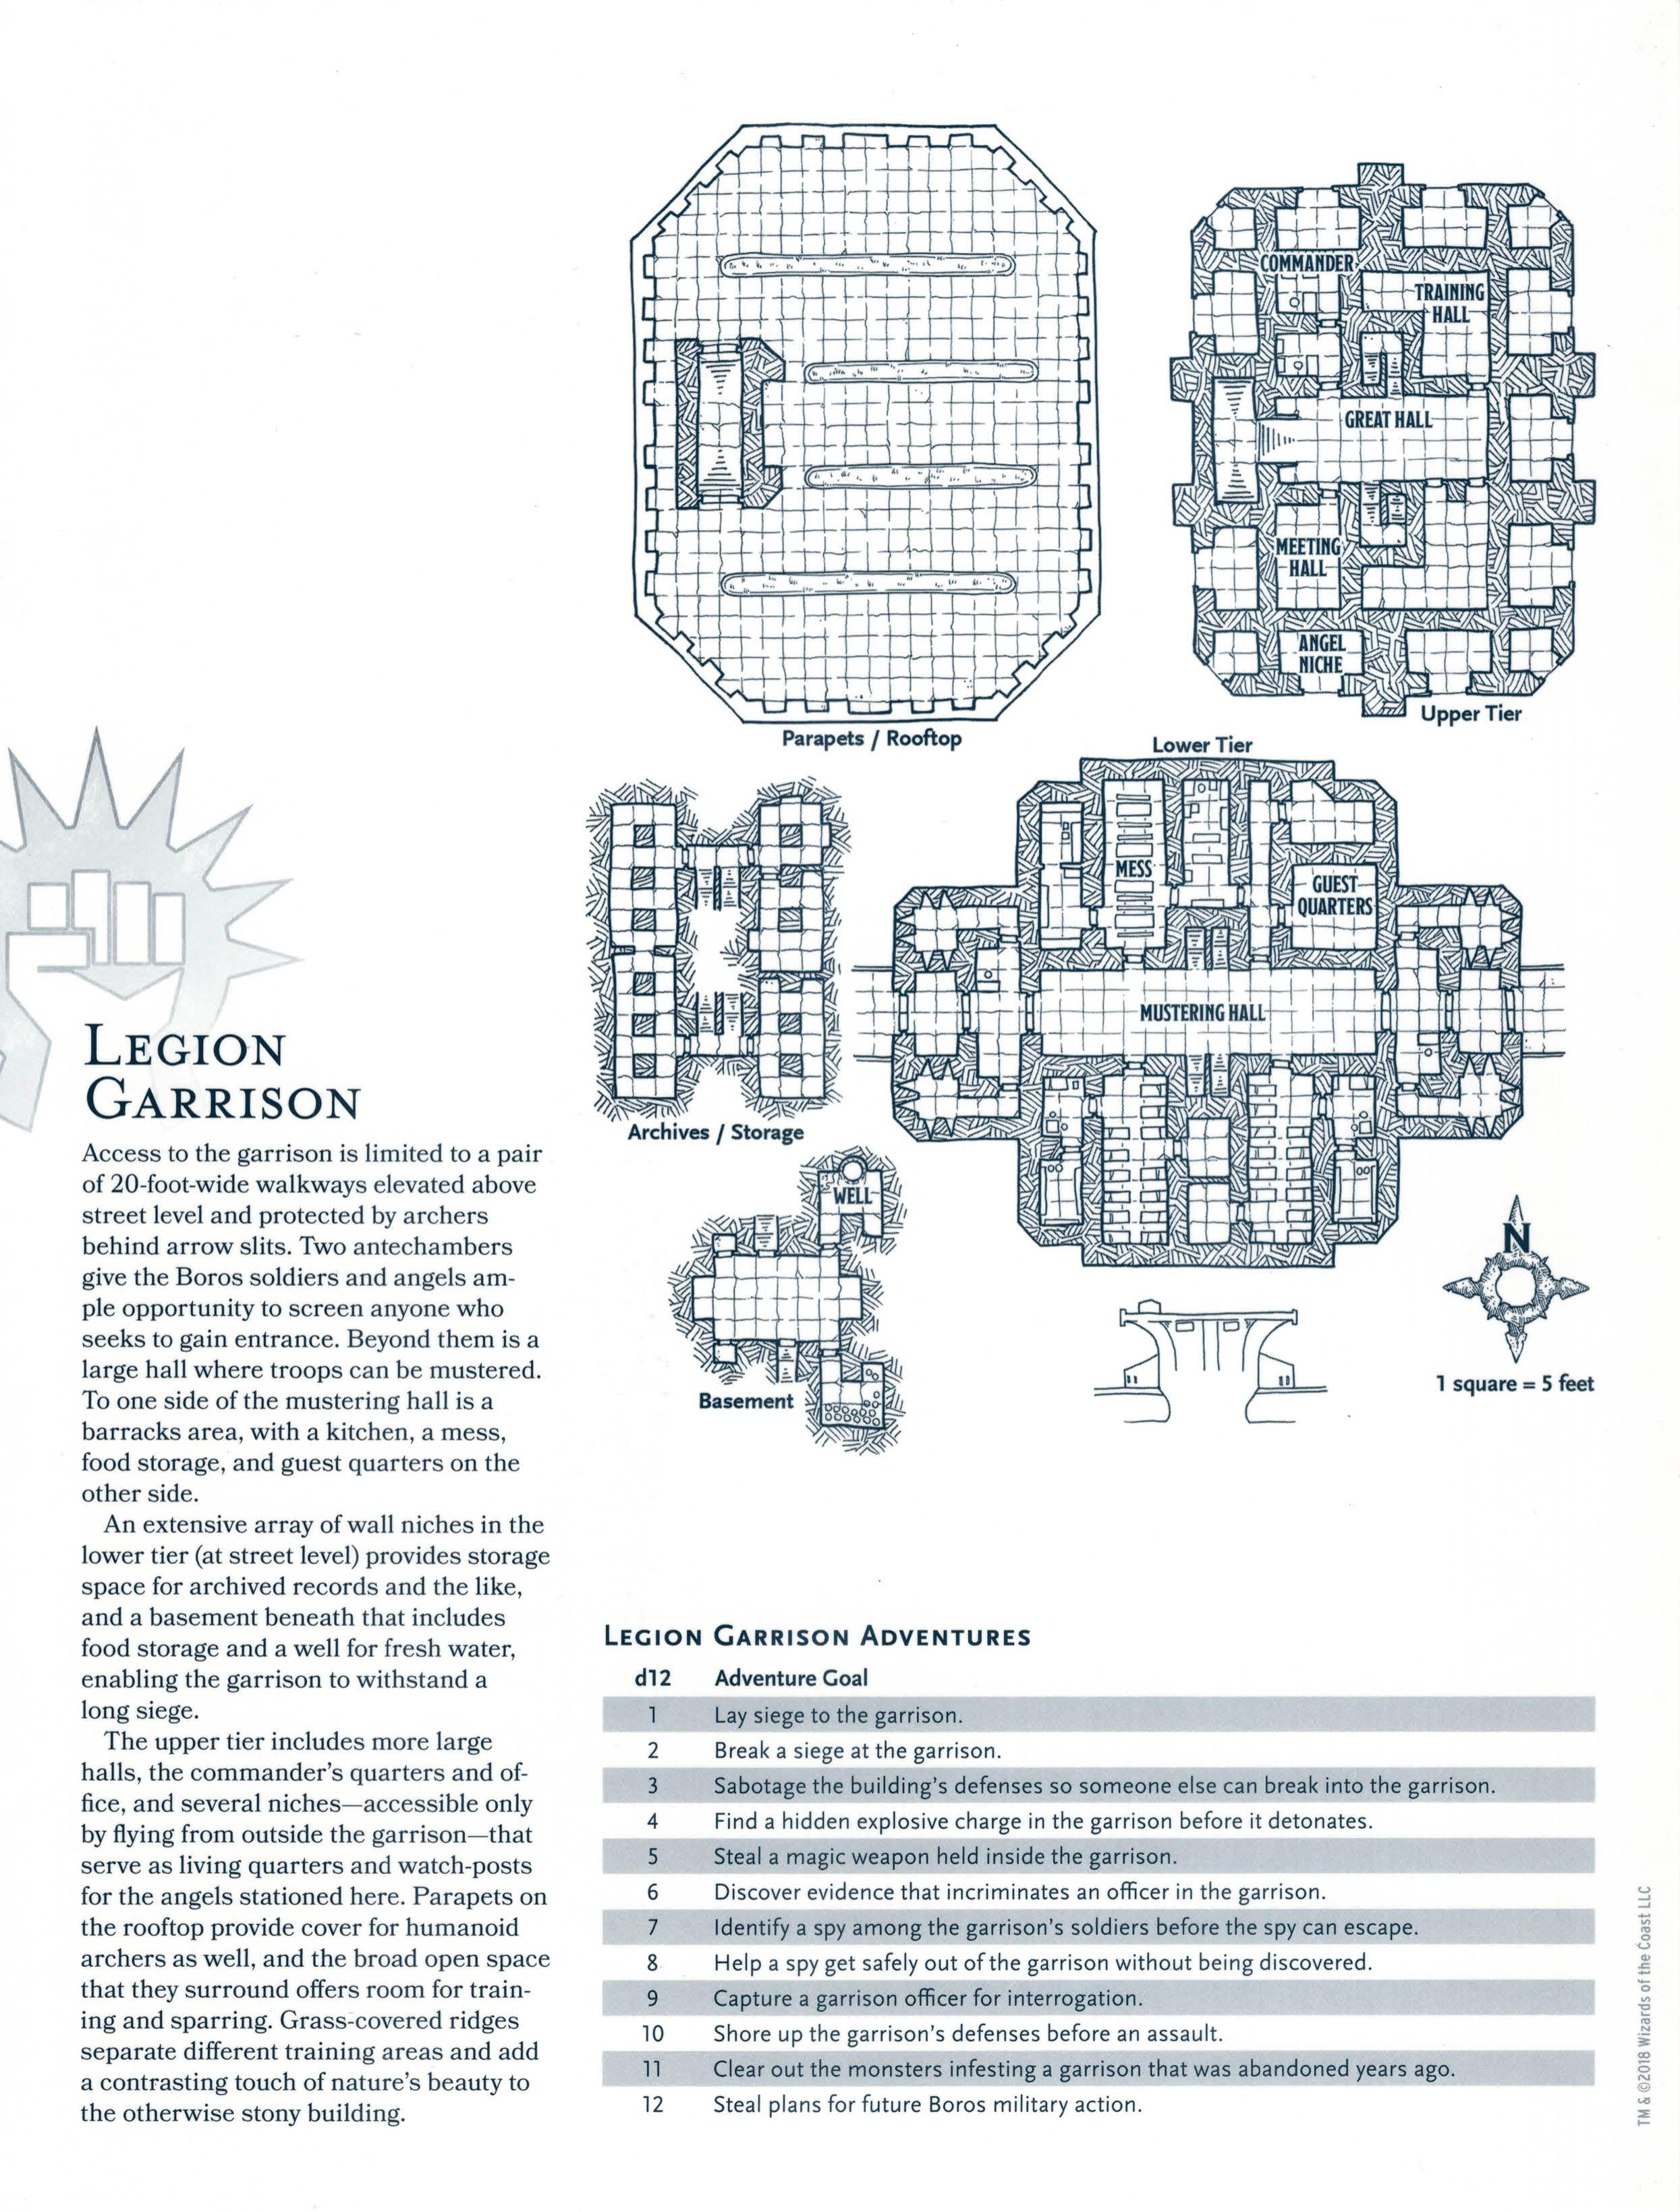 COMMANDER
TRAINING
HALL
GREAT HALL
MEETING
HALL
ANGEL
NICHE
Upper Tier
Parapets / Rooftop
Lower Tier
MESS
GUEST
QUARTERS
MUSTERING HALL
Archives / Storage
WELL
Basement
N
1 square = 5 feet
LEGION
GARRISON
Access to the garrison is limited to a pair
of 20-foot-wide walkways elevated above
street level and protected by archers
behind arrow slits. Two antechambers
give the Boros soldiers and angels am-
ple opportunity to screen anyone who
seeks to gain entrance. Beyond them is a
large hall where troops can be mustered.
To one side of the mustering hall is a
barracks area, with a kitchen, a mess,
food storage, and guest quarters on the
other side.
An extensive array of wall niches in the
lower tier (at street level) provides storage
space for archived records and the like,
and a basement beneath that includes
food storage and a well for fresh water,
enabling the garrison to withstand a
long siege.
The upper tier includes more large
halls, the commander's quarters and of-
fice, and several niches—accessible only
by flying from outside the garrison—that
serve as living quarters and watch-posts
for the angels stationed here. Parapets on
the rooftop provide cover for humanoid
archers as well, and the broad open space
that they surround offers room for train-
ing and sparring. Grass-covered ridges
separate different training areas and add
a contrasting touch of nature's beauty to
the otherwise stony building.
LEGION GARRISON ADVENTURES
d12 Adventure Goal
1 Lay siege to the garrison.
2 Break a siege at the garrison.
3 Sabotage the building's defenses so someone else can break into the garrison.
4 Find a hidden explosive charge in the garrison before it detonates.
5 Steal a magic weapon held inside the garrison.
6 Discover evidence that incriminates an officer in the garrison.
7 Identify a spy among the garrison's soldiers before the spy can escape.
8 Help a spy get safely out of the garrison without being discovered.
9 Capture a garrison officer for interrogation.
10 Shore up the garrison's defenses before an assault.
11 Clear out the monsters infesting a garrison that was abandoned years ago.
12 Steal plans for future Boros military action.
TM & ©2018 Wizards of the Coast LLC